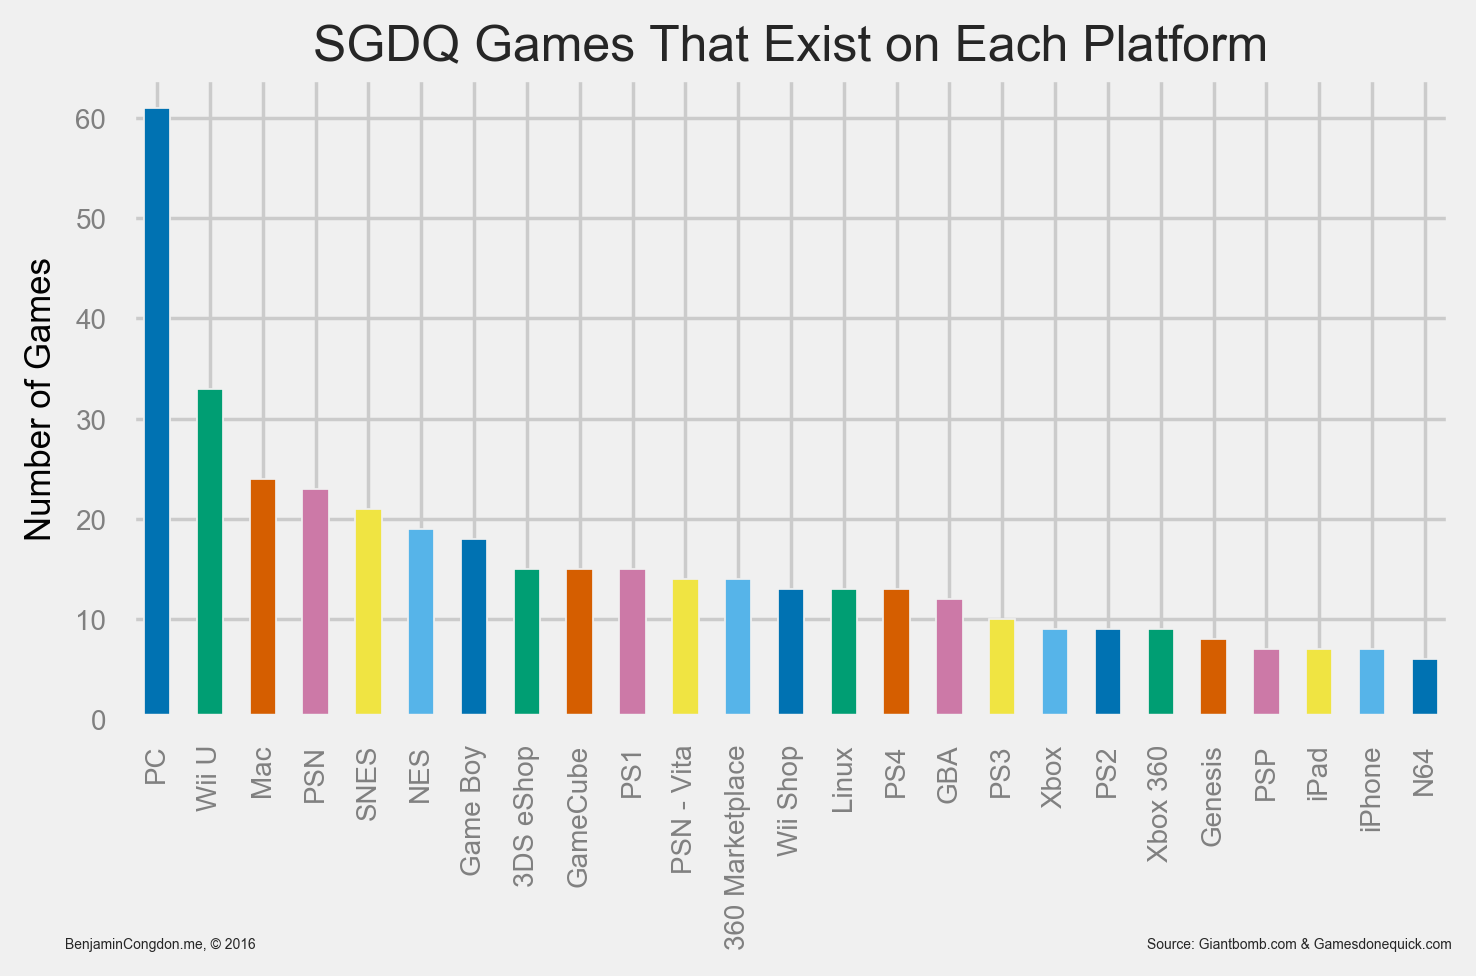 SGDQ Games That Exist on Each Platform
Number of Games
60
50
40
30
20
10
0
PC
Wii U
Mac
PSN
SNES
NES
Game Boy
3DS eShop
GameCube
PS1
PSN - Vita
360 Marketplace
Wii Shop
Linux
PS4
GBA
PS3
Xbox
PS2
Xbox 360
Genesis
PSP
iPad
iPhone
N64
BenjaminCongdon.me, © 2016
Source: Giantbomb.com & Gamesdonequick.com